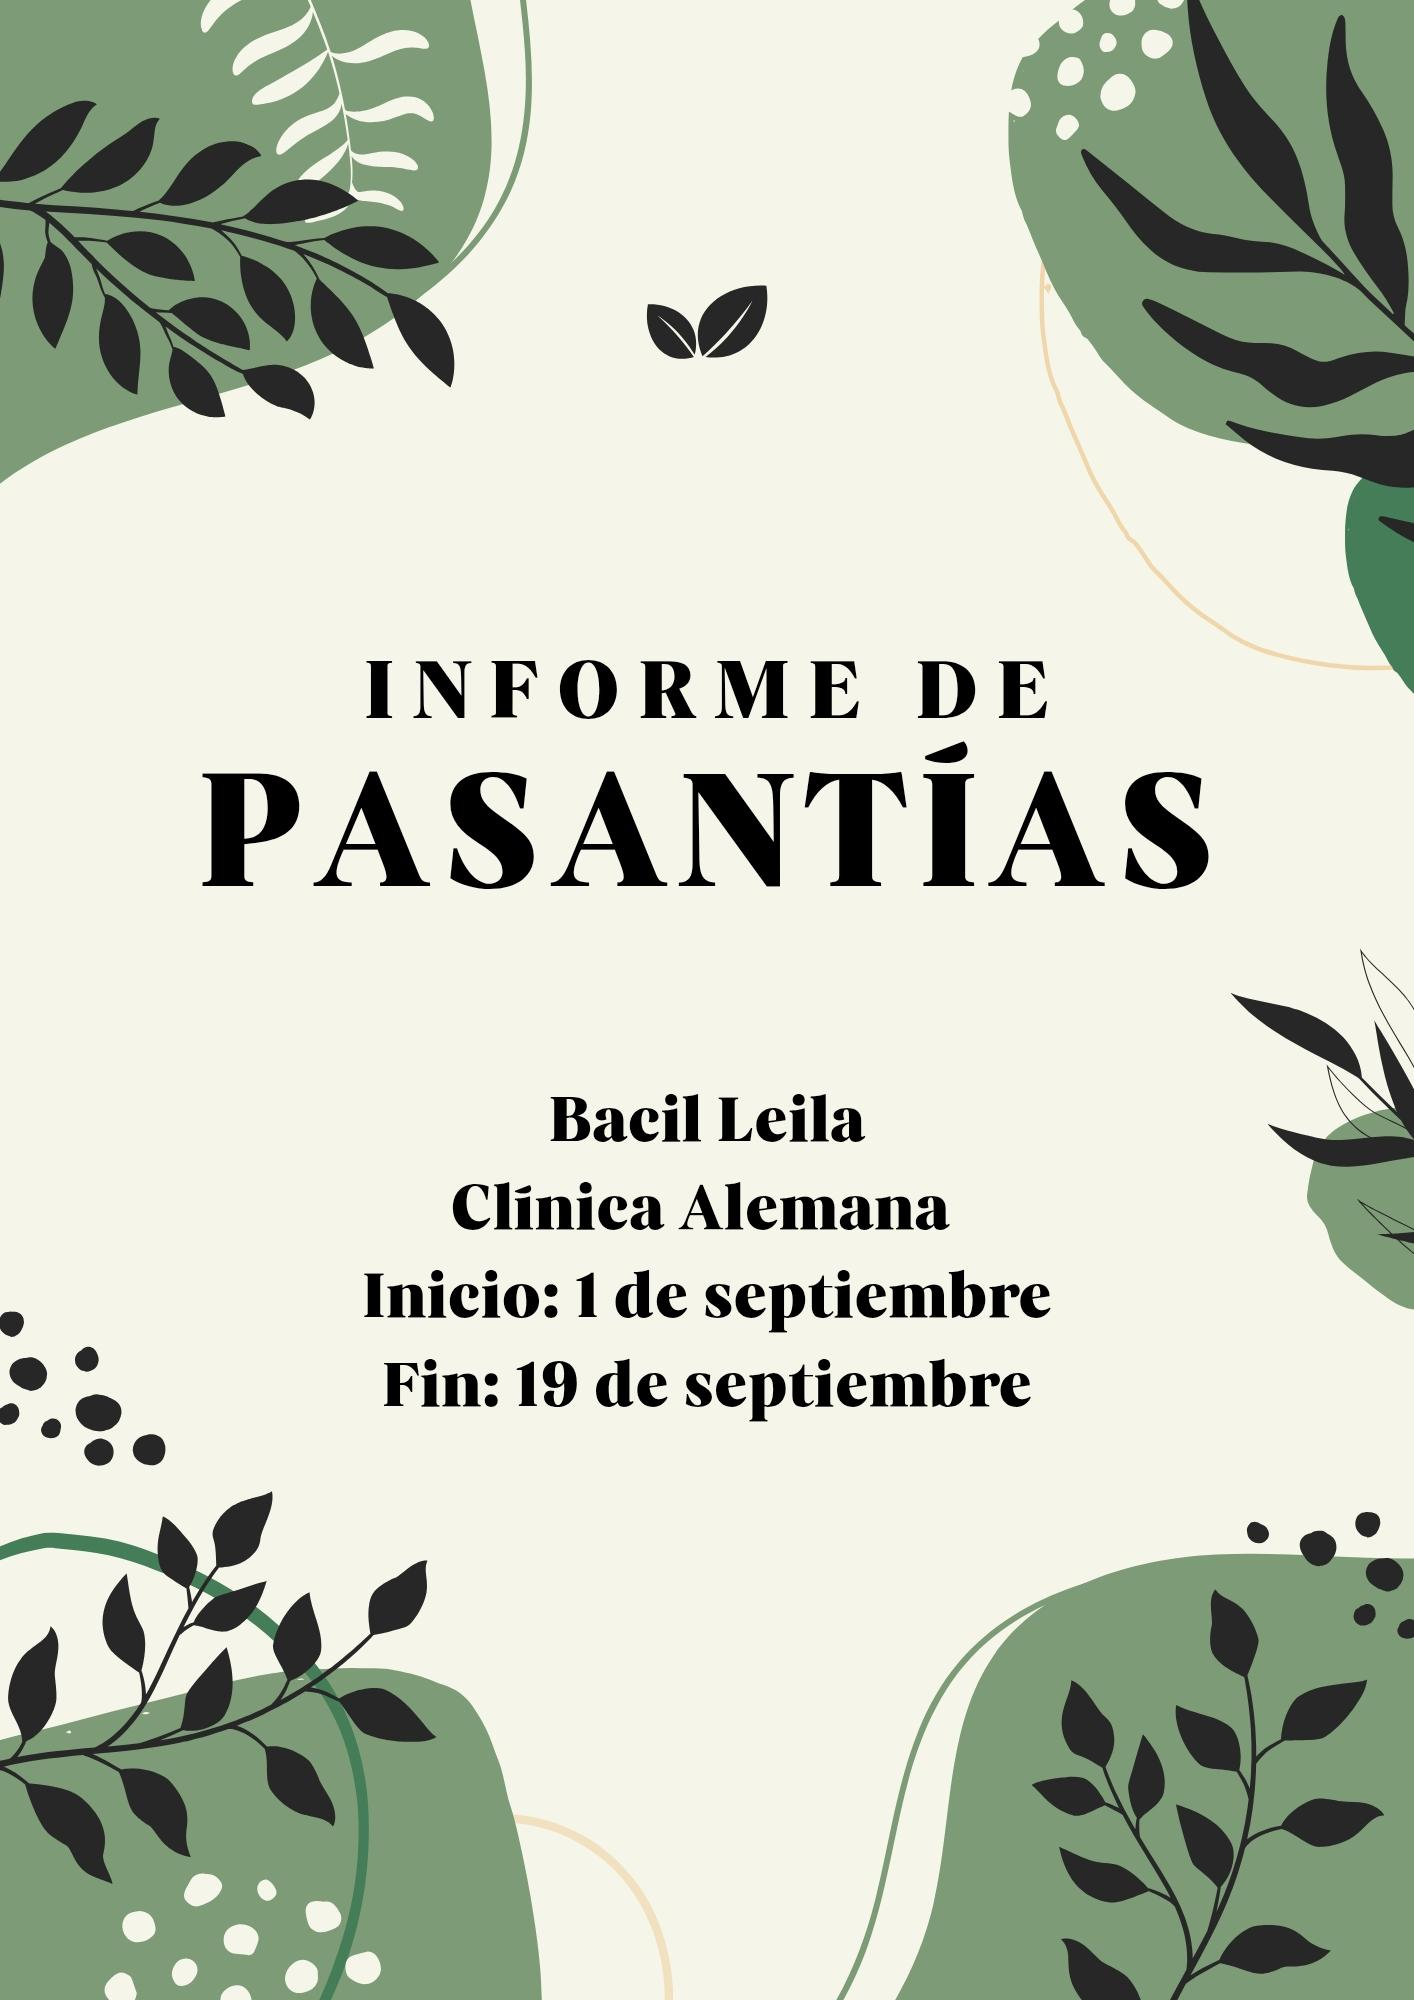 INFORME DE
PASANTÍAS
Bacil Leila
Clínica Alemana
Inicio: 1 de septiembre
Fin: 19 de septiembre